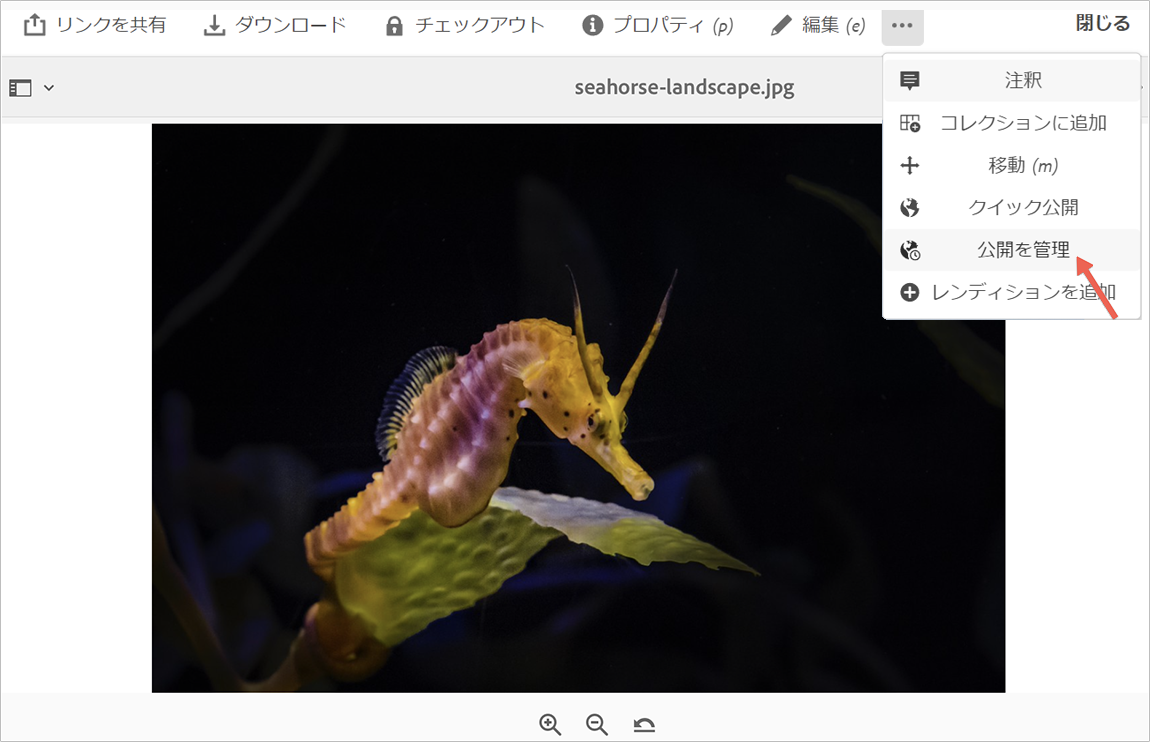 リンクを共有 ダウンロード チェックアウト プロパティ (p) 編集 (e) 閉じる
seahorse-landscape.jpg
注釈
コレクションに追加
移動 (m)
クイック公開
公開を管理
レンディションを追加